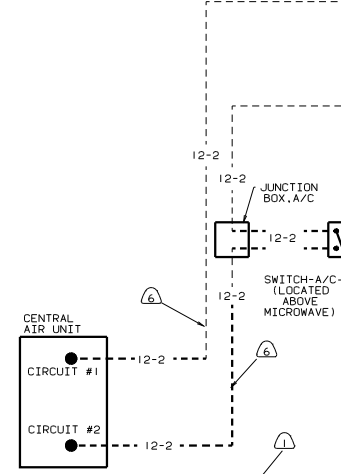 12-2
12-2
JUNCTION
BOX,A/C
12-2
SWITCH-A/C-
(LOCATED
ABOVE
MICROWAVE)
6
12-2
CENTRAL
AIR UNIT
6
12-2
CIRCUIT #1
CIRCUIT #2
12-2
1